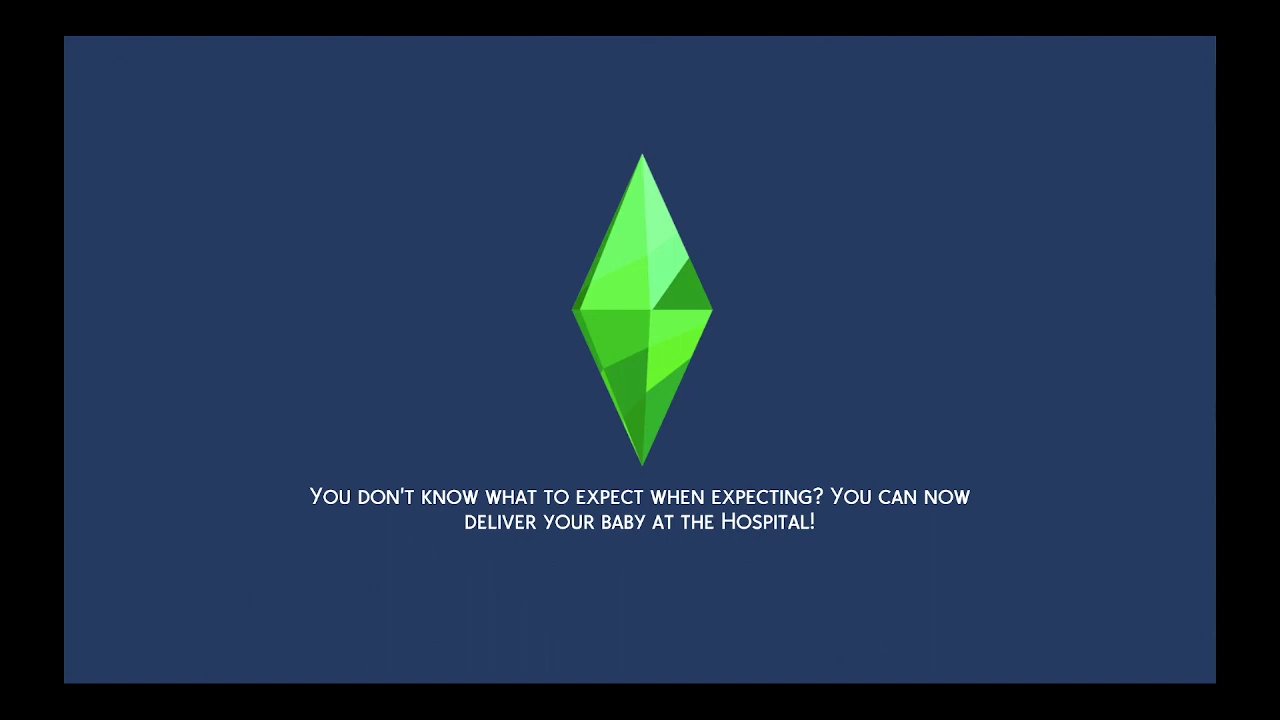 You don't know what to expect when expecting? You can now
deliver your baby at the Hospital!